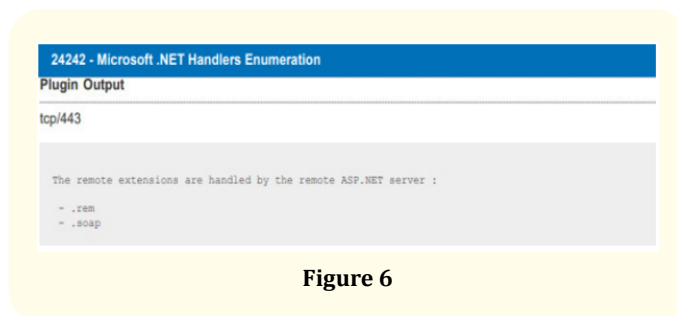 24242 - Microsoft .NET Handlers Enumeration
Plugin Output
tcp/443
The remote extensions are handled by the remote ASP.NET server :
- .rem
- .soap
Figure 6